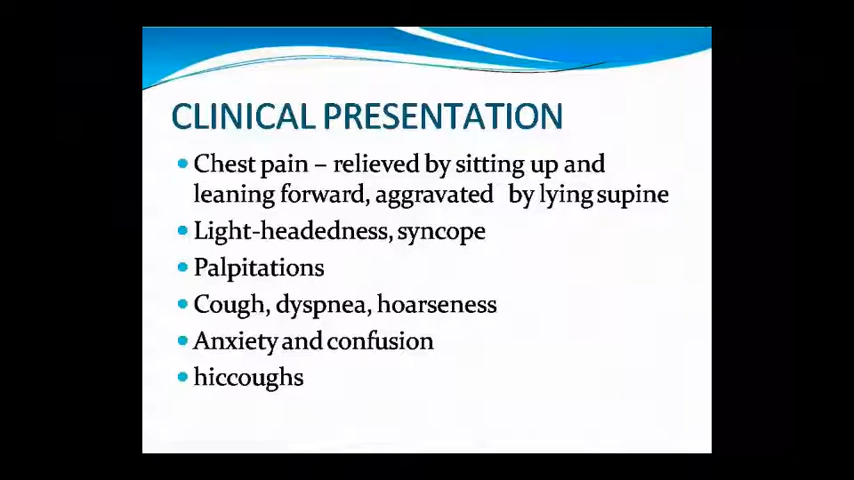 CLINICAL PRESENTATION
• Chest pain – relieved by sitting up and
leaning forward, aggravated by lying supine
• Light-headedness, syncope
• Palpitations
• Cough, dyspnea, hoarseness
• Anxiety and confusion
• hiccoughs